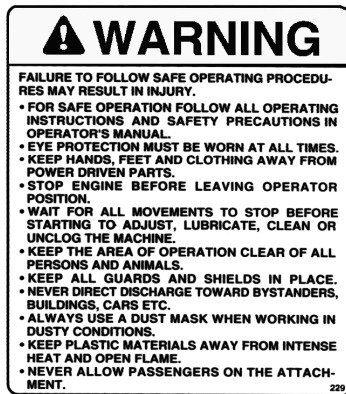 WARNING
FAILURE TO FOLLOW SAFE OPERATING PROCEDU-
RES MAY RESULT IN INJURY.
• FOR SAFE OPERATION FOLLOW ALL OPERATING
INSTRUCTIONS AND SAFETY PRECAUTIONS IN
OPERATOR'S MANUAL.
• EYE PROTECTION MUST BE WORN AT ALL TIMES.
• KEEP HANDS, FEET AND CLOTHING AWAY FROM
POWER DRIVEN PARTS.
• STOP ENGINE BEFORE LEAVING OPERATOR
POSITION.
• WAIT FOR ALL MOVEMENTS TO STOP BEFORE
STARTING TO ADJUST, LUBRICATE, CLEAN OR
UNCLOG THE MACHINE.
• KEEP THE AREA OF OPERATION CLEAR OF ALL
PERSONS AND ANIMALS.
• KEEP ALL GUARDS AND SHIELDS IN PLACE.
• NEVER DIRECT DISCHARGE TOWARD BYSTANDERS,
BUILDINGS, CARS ETC.
• ALWAYS USE A DUST MASK WHEN WORKING IN
DUSTY CONDITIONS.
• KEEP PLASTIC MATERIALS AWAY FROM INTENSE
HEAT AND OPEN FLAME.
• NEVER ALLOW PASSENGERS ON THE ATTACH-
MENT. 229